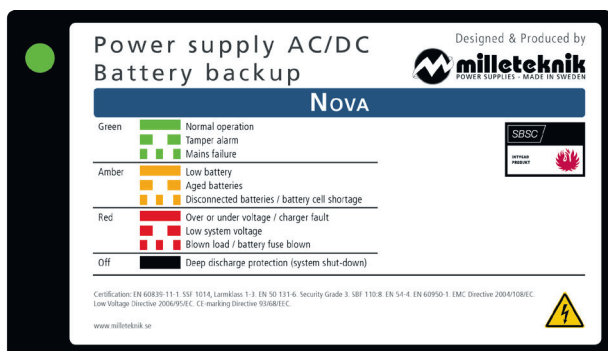 Power supply AC/DC
Battery backup
Designed & Produced by
milleteknik
POWER SUPPLIES - MADE IN SWEDEN
NOVA
Green
Normal operation
Tamper alarm
Mains failure
Amber
Low battery
Aged batteries
Disconnected batteries / battery cell shortage
Red
Over or under voltage / charger fault
Low system voltage
Blown load / battery fuse blown
Off
Deep discharge protection (system shut-down)
SBSC
INTYGAD
PRODUKT
Certification: EN 60839-11-1. SSF 1014, Larmklass 1-3. EN 50 131-6. Security Grade 3. SBF 110:8. EN 54-4. EN 60950-1. EMC Directive 2004/108/EC.
Low Voltage Directive 2006/95/EC. CE-marking Directive 93/68/EEC.
www.milleteknik.se